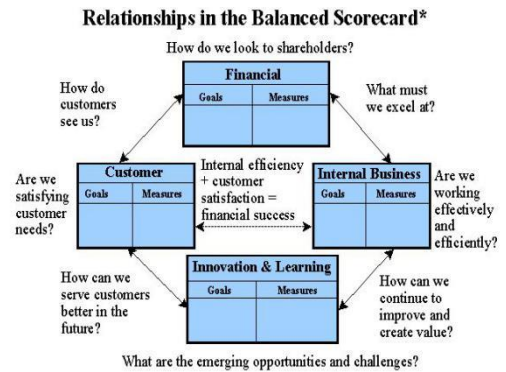 Relationships in the Balanced Scorecard*
How do we look to shareholders?
Financial
Goals Measures
How do
customers
see us?
What must
we excel at?
Customer
Goals Measures
Internal efficiency
+ customer
satisfaction =
financial success
Internal Business
Goals Measures
Are we
satisfying
customer
needs?
Are we
working
effectively
and
efficiently?
Innovation & Learning
Goals Measures
How can we
serve customers
better in the
future?
How can we
continue to
improve and
create value?
What are the emerging opportunities and challenges?